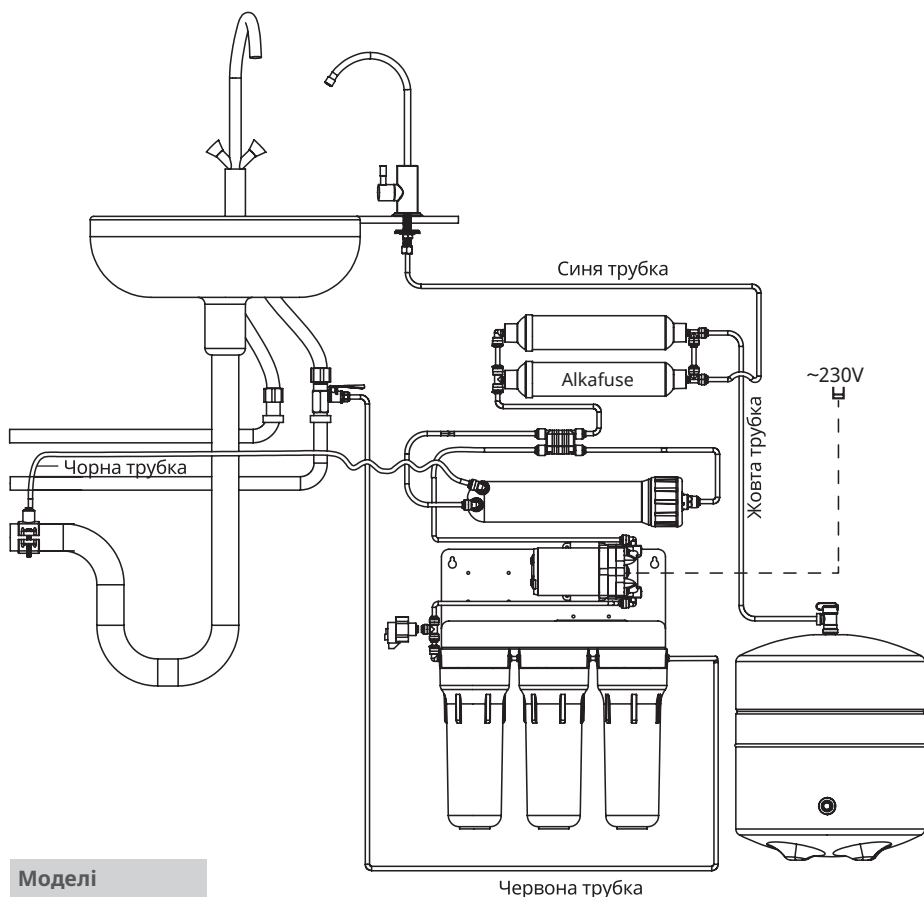 Синя трубка
Alkafuse
~230V
Жовта трубка
Чорна трубка
Моделі
Червона трубка